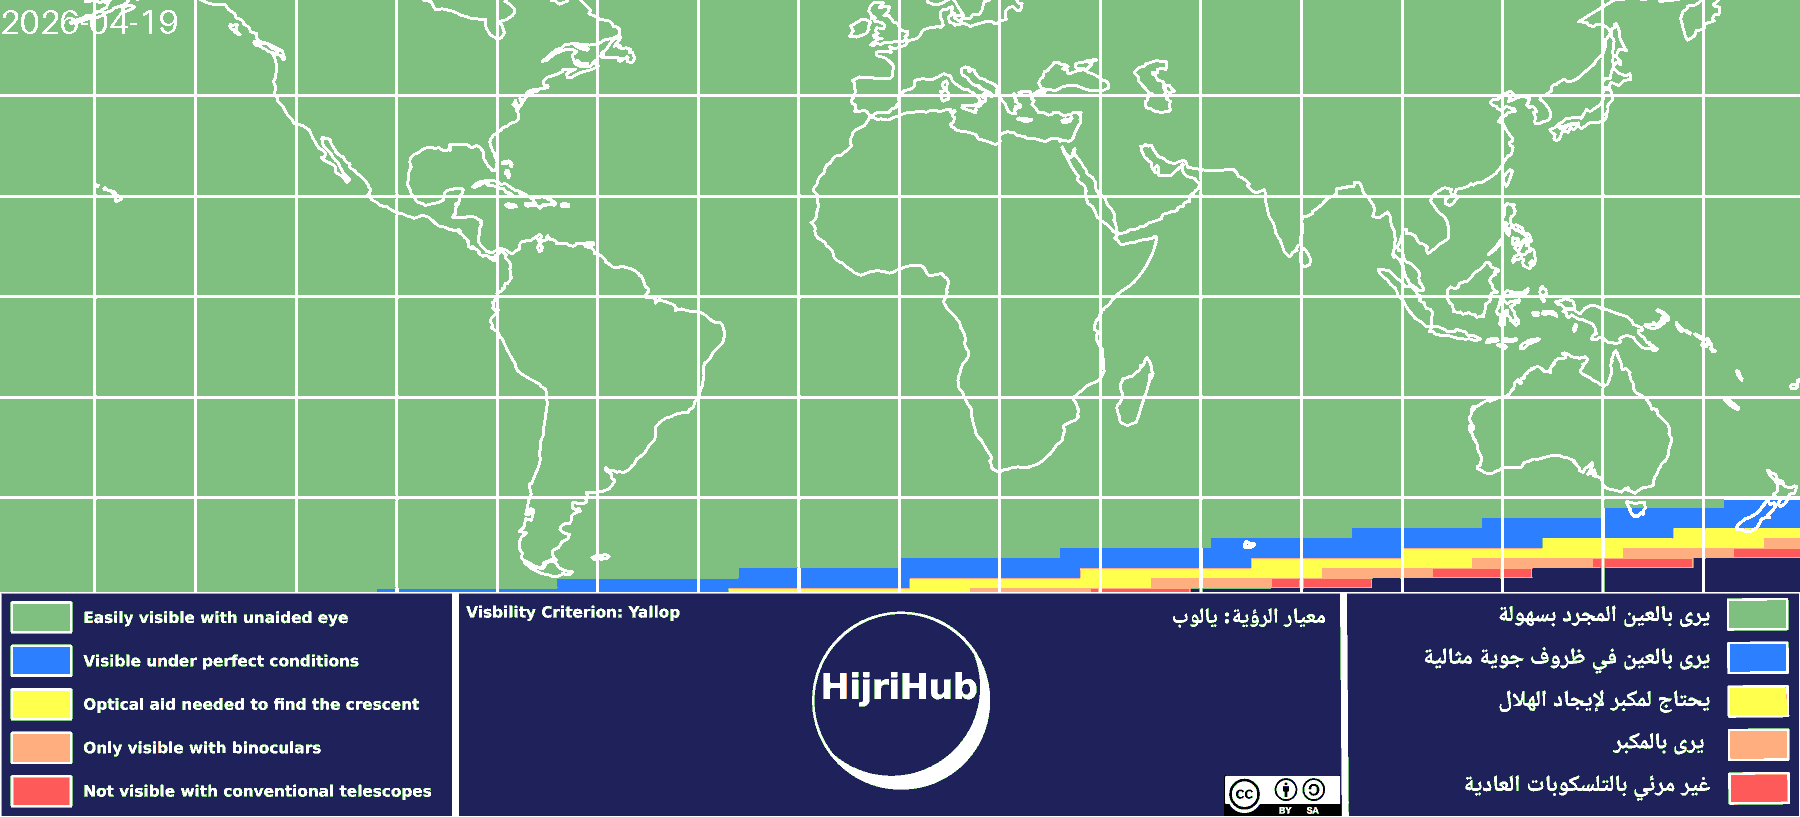 2026-04-19
Easily visible with unaided eye
Visible under perfect conditions
Optical aid needed to find the crescent
Only visible with binoculars
Not visible with conventional telescopes
Visbility Criterion: Yallop
معيار الرؤية: يالوب
HijriHub
cc
BY SA
يرى بالعين المجرد بسهولة
يرى بالعين في ظروف جوية مثالية
يحتاج لمكبر لإيجاد الهلال
يرى بالمكبر
غير مرئي بالتلسكوبات العادية